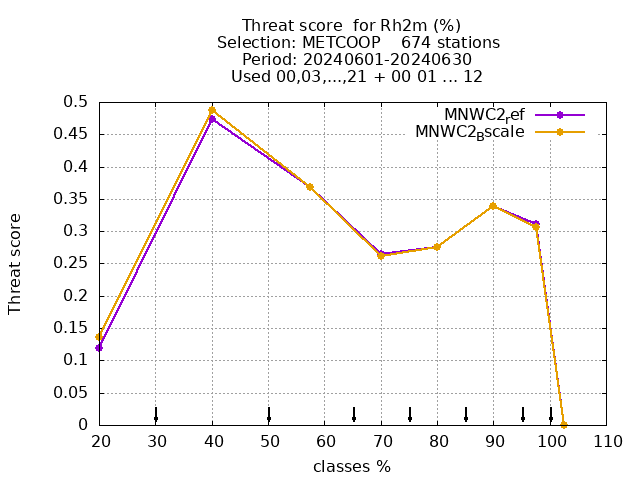 Threat score  for Rh2m (%)
Selection: METCOOP    674 stations
Period: 20240601-20240630
Used 00,03,...,21 + 00 01 ... 12
MNWC2_ref
MNWC2_Bscale
0.5
0.45
0.4
0.35
0.3
0.25
0.2
0.15
0.1
0.05
0
Threat score
20 30 40 50 60 70 80 90 100 110
classes %